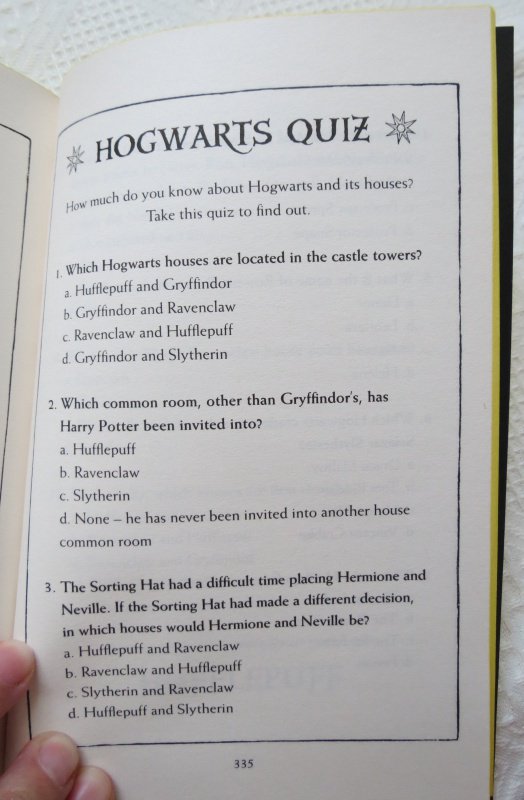 HOGWARTS QUIZ
How much do you know about Hogwarts and its houses?
Take this quiz to find out.
1. Which Hogwarts houses are located in the castle towers?
a. Hufflepuff and Gryffindor
b. Gryffindor and Ravenclaw
c. Ravenclaw and Hufflepuff
d. Gryffindor and Slytherin
2. Which common room, other than Gryffindor's, has
Harry Potter been invited into?
a. Hufflepuff
b. Ravenclaw
c. Slytherin
d. None – he has never been invited into another house
common room
3. The Sorting Hat had a difficult time placing Hermione and
Neville. If the Sorting Hat had made a different decision,
in which houses would Hermione and Neville be?
a. Hufflepuff and Ravenclaw
b. Ravenclaw and Hufflepuff
c. Slytherin and Ravenclaw
d. Hufflepuff and Slytherin
335